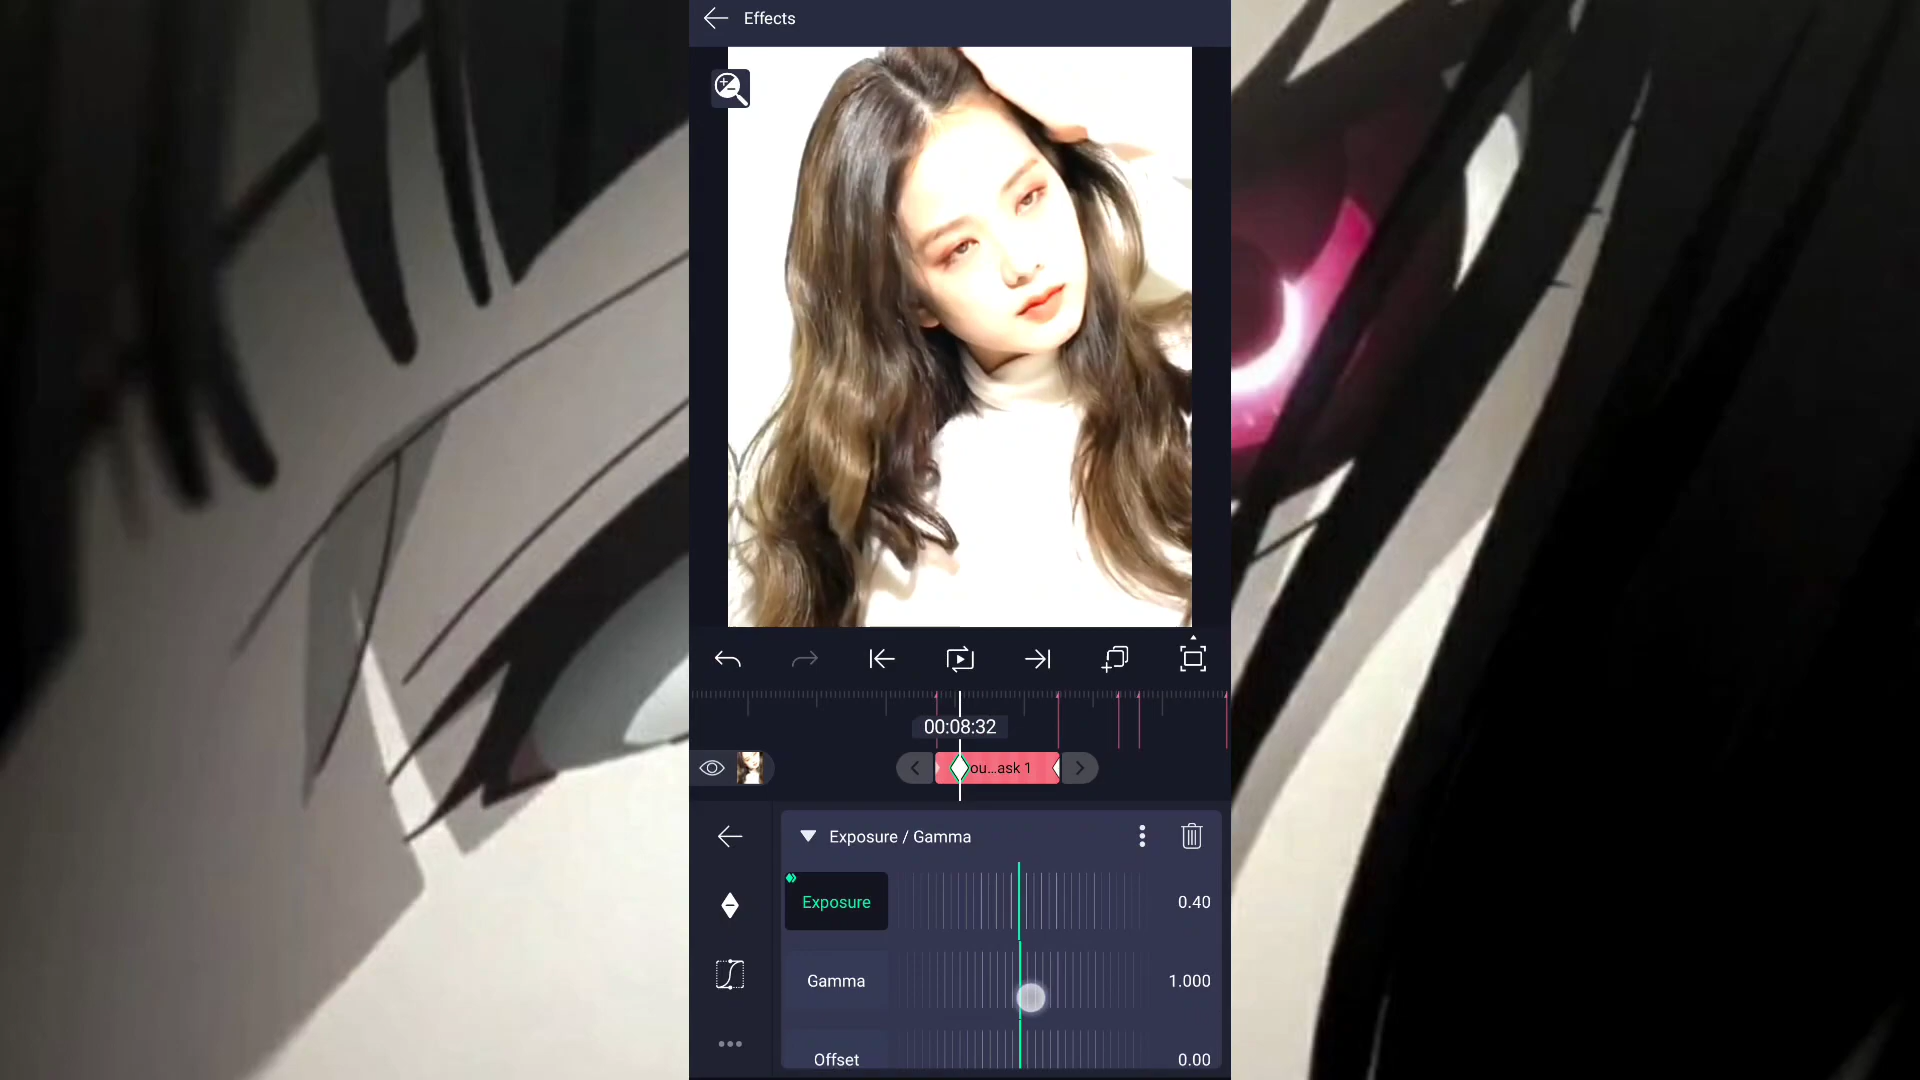 Effects
00:08:32
ou...ask 1
Exposure / Gamma
Exposure
0.40
Gamma
1.000
Offset
0.00